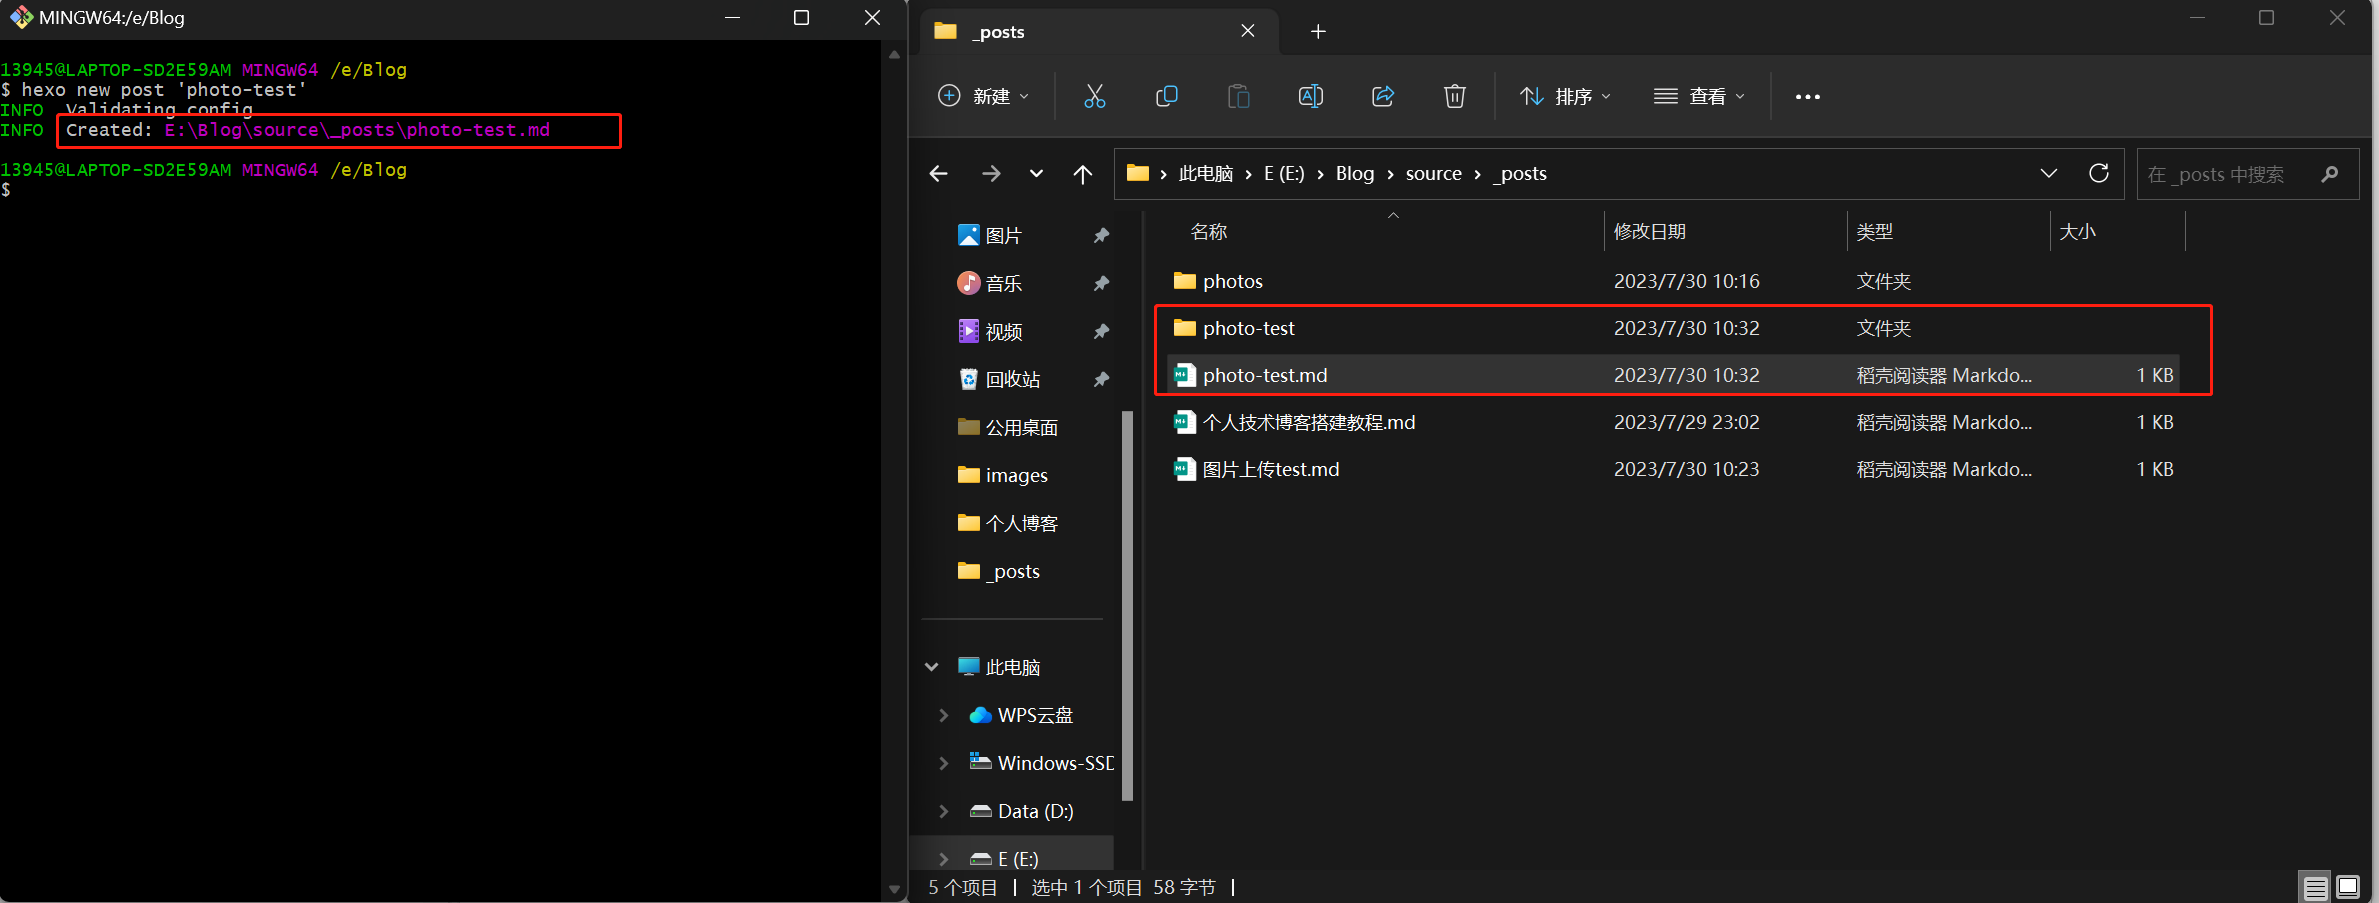 MINGW64:/e/Blog
13945@LAPTOP-SD2E59AM MINGW64 /e/Blog
$ hexo new post 'photo-test'
INFO  Validating config
INFO  Created: E:\Blog\source\_posts\photo-test.md
13945@LAPTOP-SD2E59AM MINGW64 /e/Blog
$
_posts
新建
排序
查看
此电脑 E (E:) Blog source _posts
在 _posts 中搜索
图片
音乐
视频
回收站
公用桌面
images
个人博客
_posts
此电脑
WPS云盘
Windows-SSD
Data (D:)
E (E:)
名称 修改日期 类型 大小
photos 2023/7/30 10:16 文件夹
photo-test 2023/7/30 10:32 文件夹
photo-test.md 2023/7/30 10:32 稻壳阅读器 Markdo... 1 KB
个人技术博客搭建教程.md 2023/7/29 23:02 稻壳阅读器 Markdo... 1 KB
图片上传test.md 2023/7/30 10:23 稻壳阅读器 Markdo... 1 KB
5 个项目 选中 1 个项目 58 字节